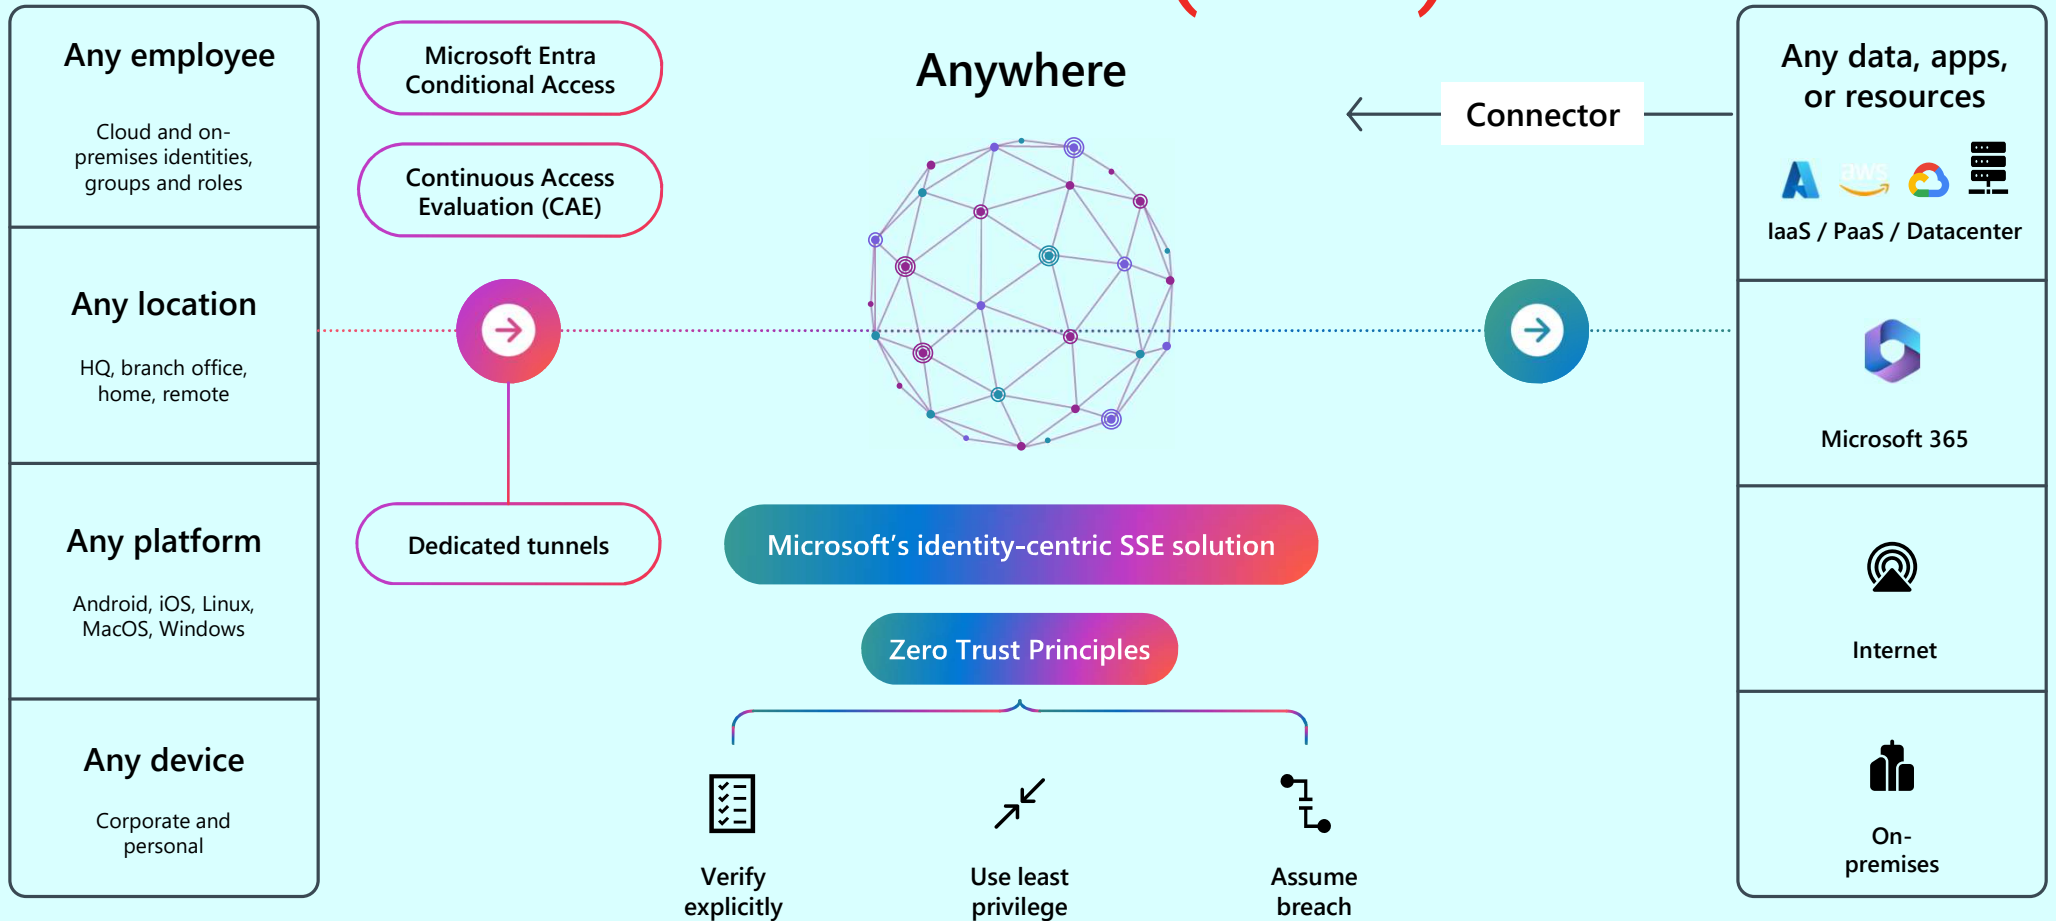 Any employee
Cloud and on-
premises identities,
groups and roles
Any location
HQ, branch office,
home, remote
Any platform
Android, iOS, Linux,
MacOS, Windows
Any device
Corporate and
personal
Microsoft Entra
Conditional Access
Continuous Access
Evaluation (CAE)
Dedicated tunnels
Anywhere
Microsoft’s identity-centric SSE solution
Zero Trust Principles
Verify
explicitly
Use least
privilege
Assume
breach
Connector
Any data, apps,
or resources
aws
IaaS / PaaS / Datacenter
Microsoft 365
Internet
On-
premises